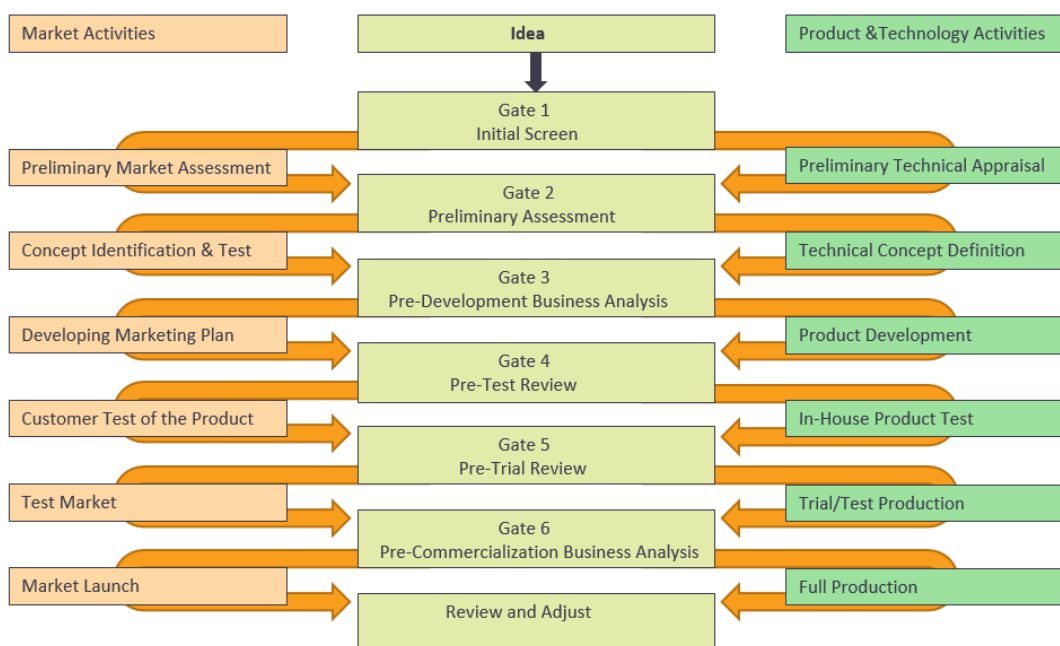 Market Activities
Idea
Product &Technology Activities
Gate 1
Initial Screen
Preliminary Market Assessment
Preliminary Technical Appraisal
Gate 2
Preliminary Assessment
Concept Identification & Test
Technical Concept Definition
Gate 3
Pre-Development Business Analysis
Developing Marketing Plan
Product Development
Gate 4
Pre-Test Review
Customer Test of the Product
In-House Product Test
Gate 5
Pre-Trial Review
Test Market
Trial/Test Production
Gate 6
Pre-Commercialization Business Analysis
Market Launch
Full Production
Review and Adjust